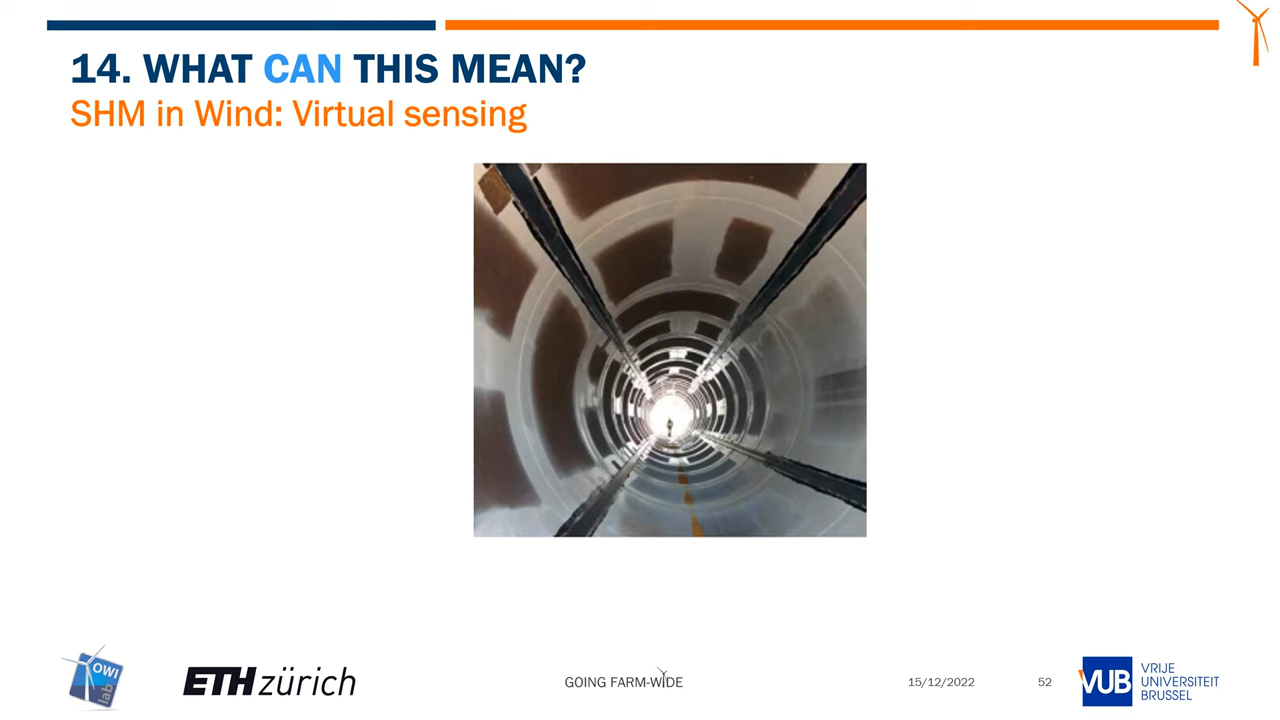 14. WHAT CAN THIS MEAN?
SHM in Wind: Virtual sensing
OWI
lab
ETH zürich
GOING FARM-WIDE
15/12/2022
52
VUB
VRIJE
UNIVERSITEIT
BRUSSEL